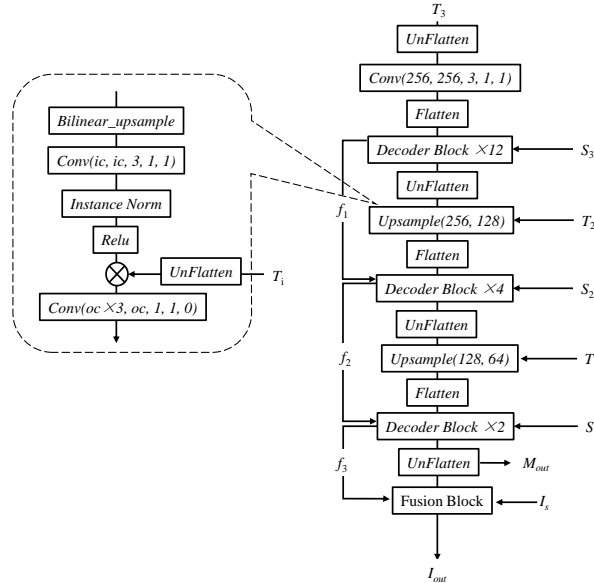 T3
UnFlatten
Conv(256, 256, 3, 1, 1)
Flatten
Decoder Block ×12
S3
UnFlatten
f1
Upsample(256, 128)
T2
Flatten
Decoder Block ×4
S2
UnFlatten
f2
Upsample(128, 64)
T
Flatten
Decoder Block ×2
S
f3
UnFlatten
Mout
Fusion Block
Is
Iout
Bilinear_upsample
Conv(ic, ic, 3, 1, 1)
Instance Norm
Relu
UnFlatten
Ti
Conv(oc ×3, oc, 1, 1, 0)